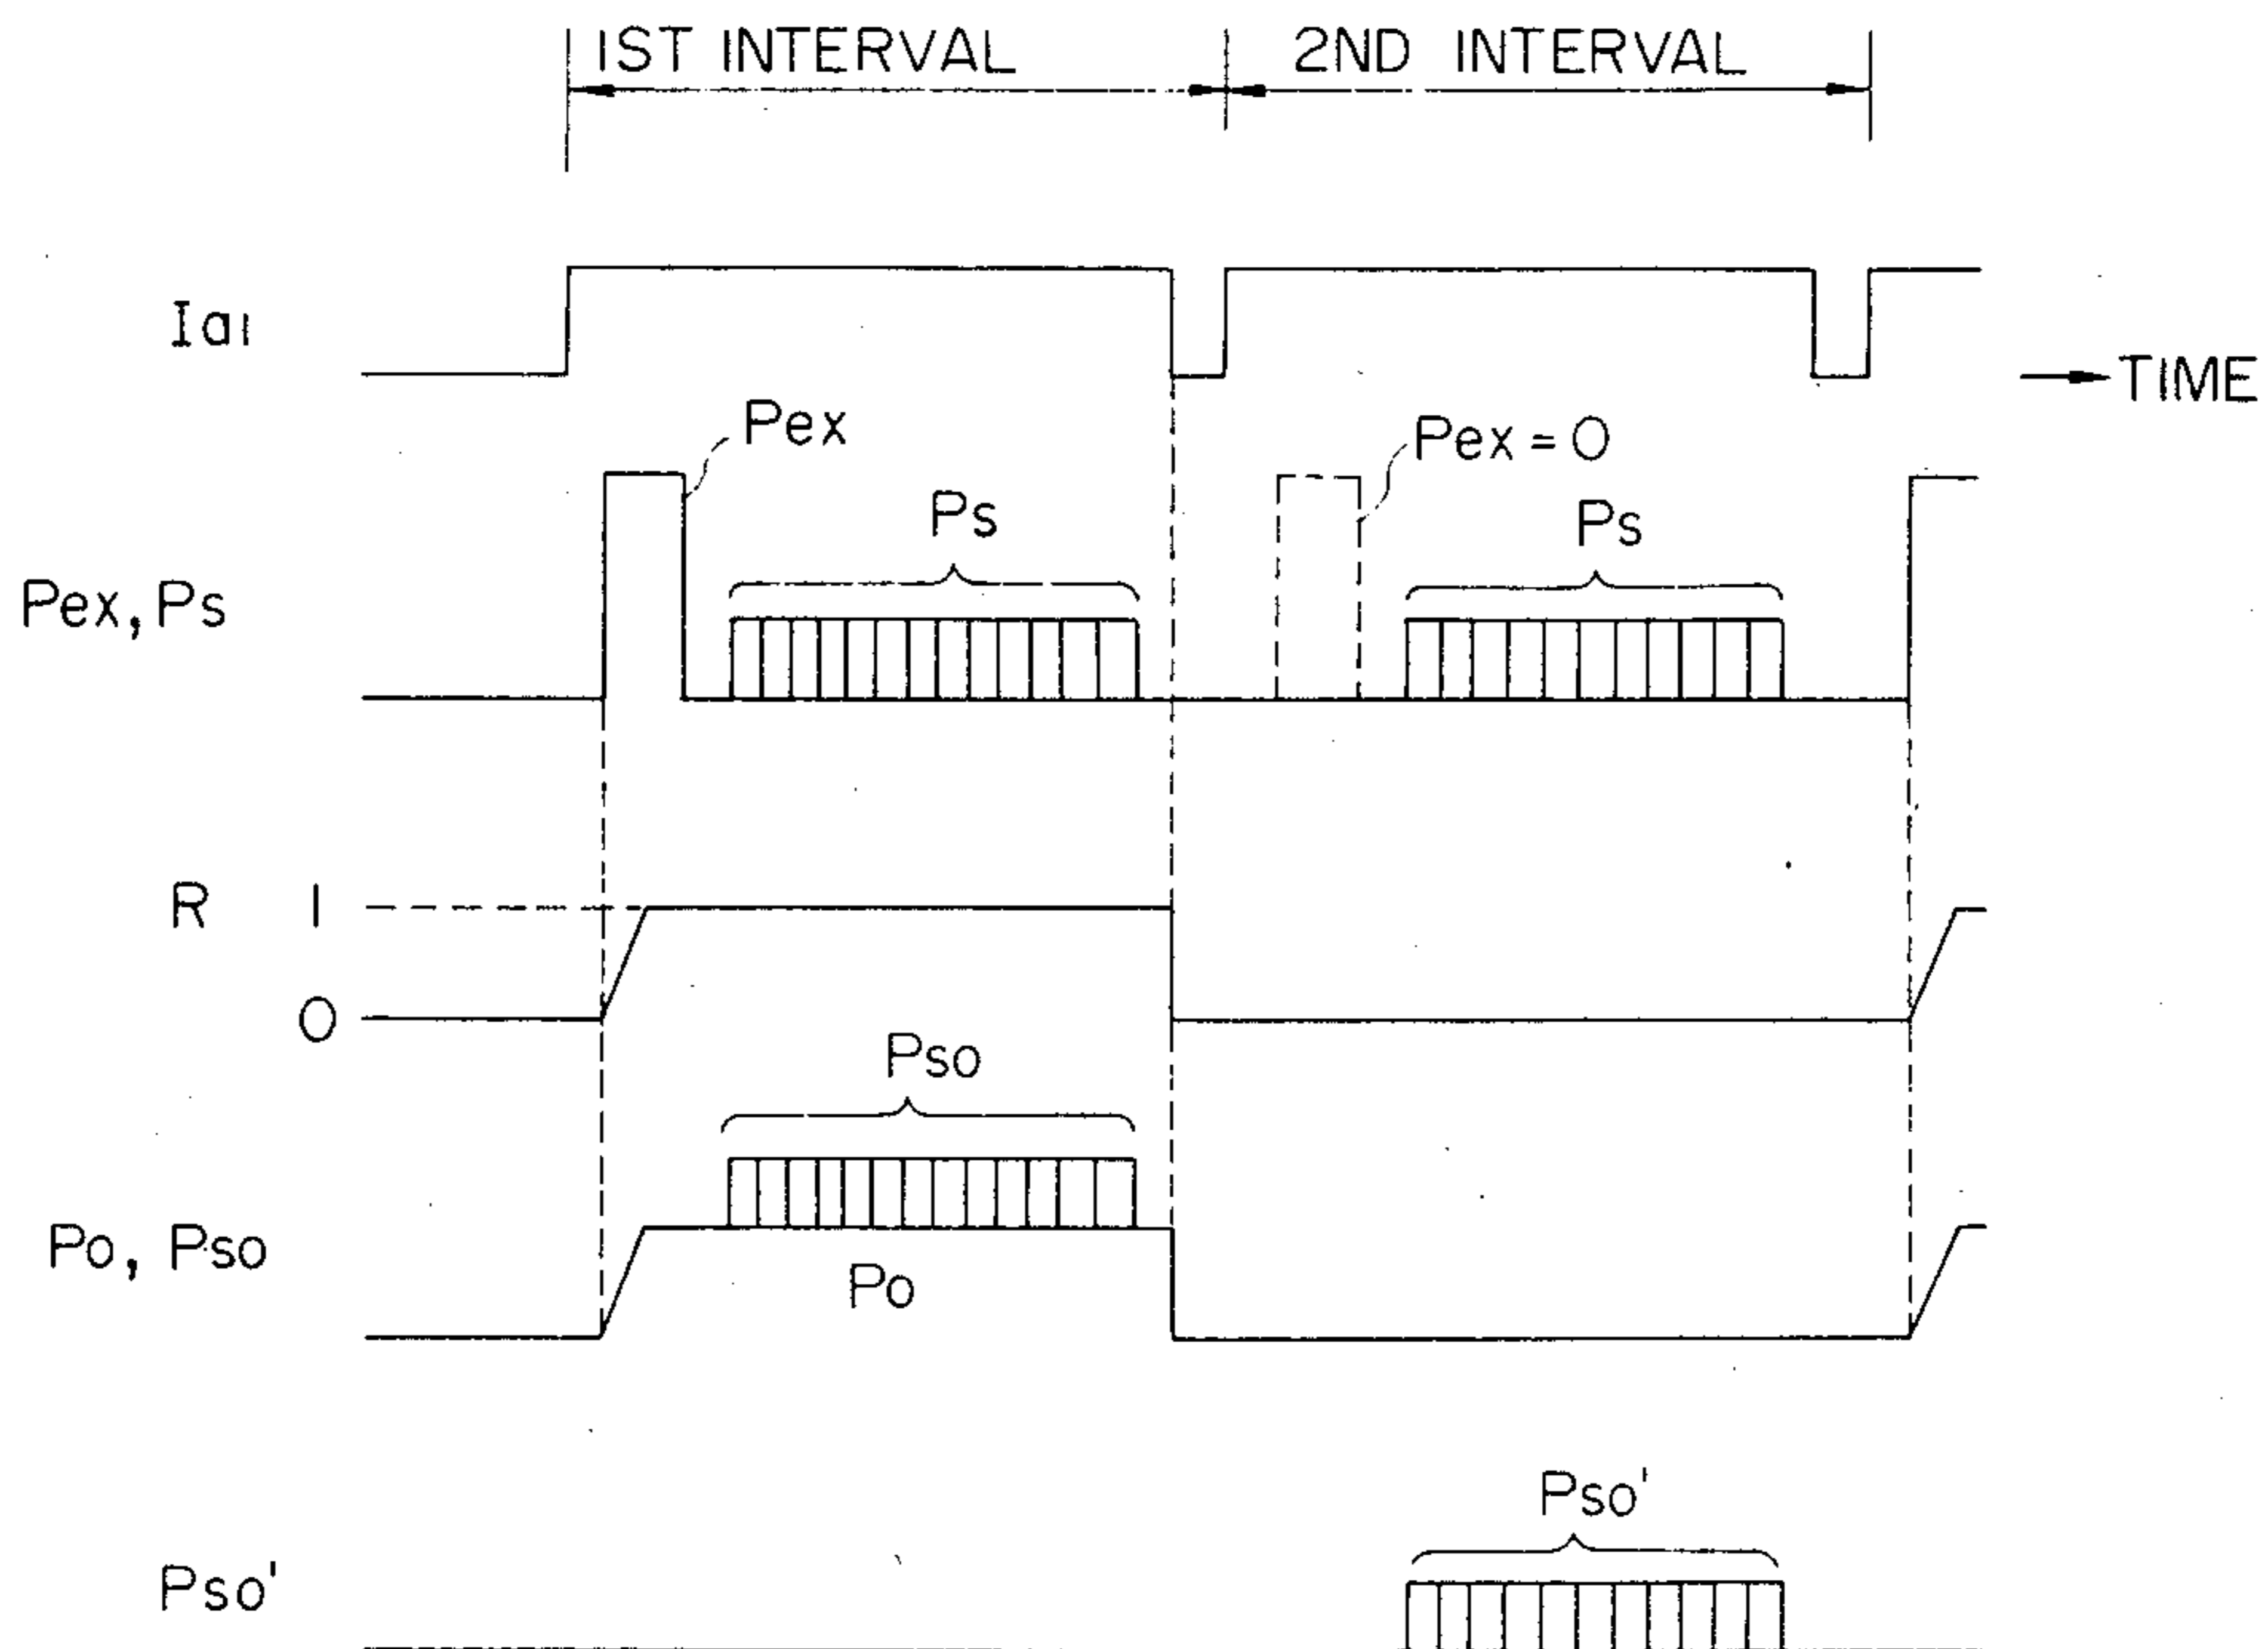 1ST INTERVAL
2ND INTERVAL
Ia1
TIME
Pex
Pex=0
Ps
Ps
Pex, Ps
R 1
0
Pso
Po, Pso
Po
Pso'
Pso'